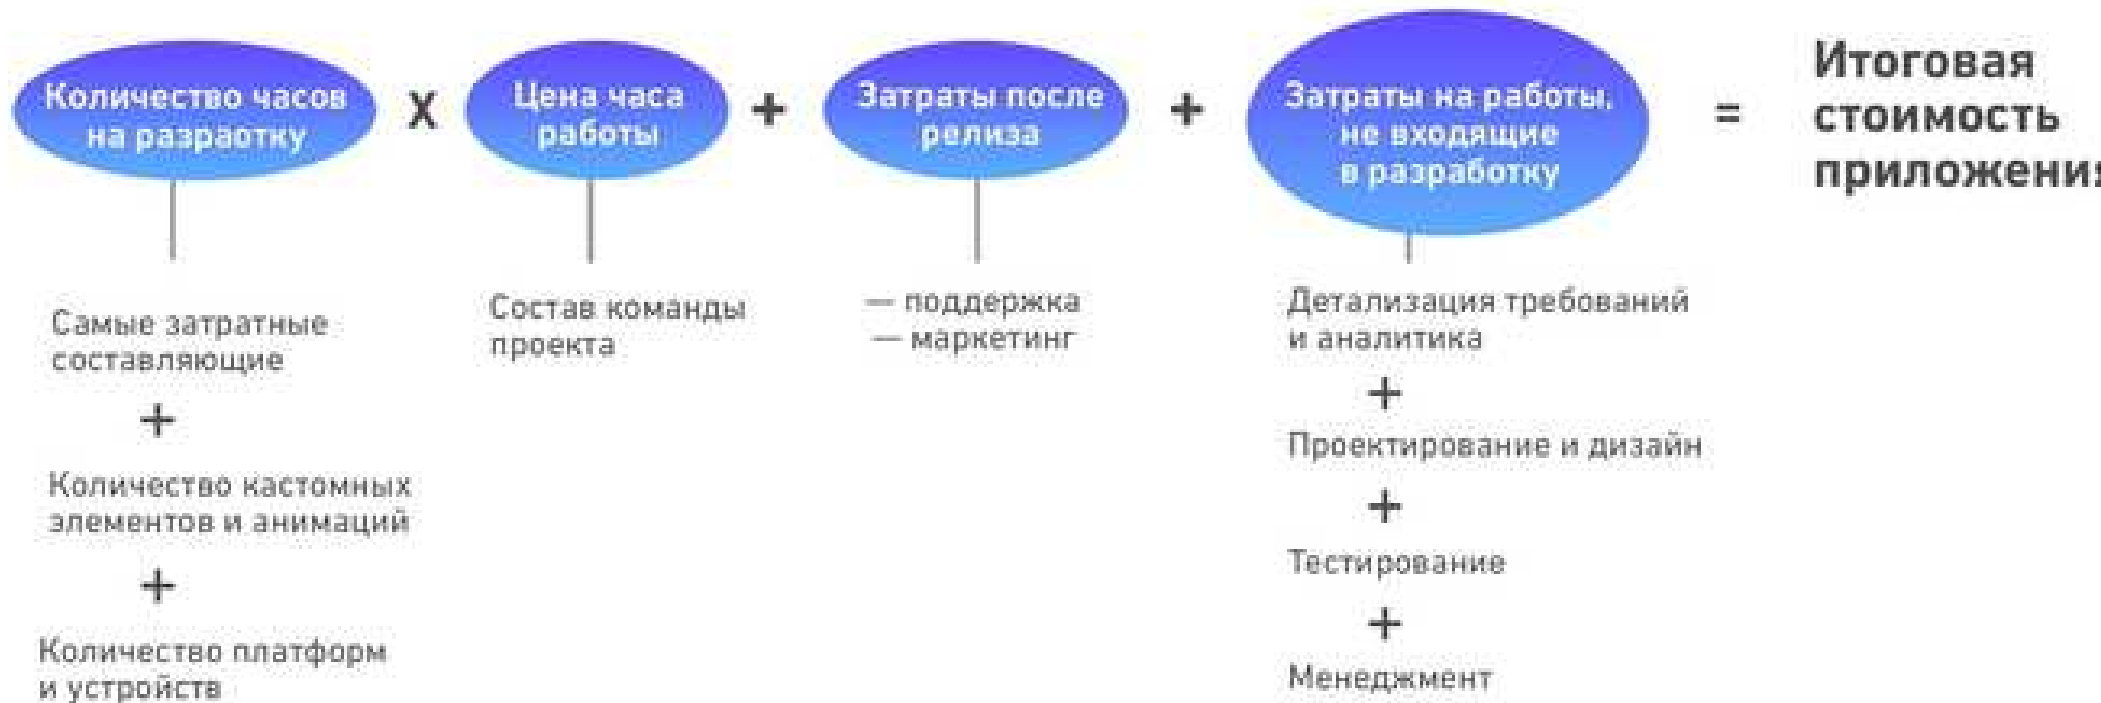 Количество часов
на разраотку
X
Цена часа
работы
+
Затраты после
релиза
+
Затраты на работы,
не входящие
в разработку
=
Итоговая
стоимость
приложения
Самые затратные
составляющие
+
Количество кастомных
элементов и анимаций
+
Количество платформ
и устройств
Состав команды
проекта
— поддержка
— маркетинг
Детализация требований
и аналитика
+
Проектирование и дизайн
+
Тестирование
+
Менеджмент